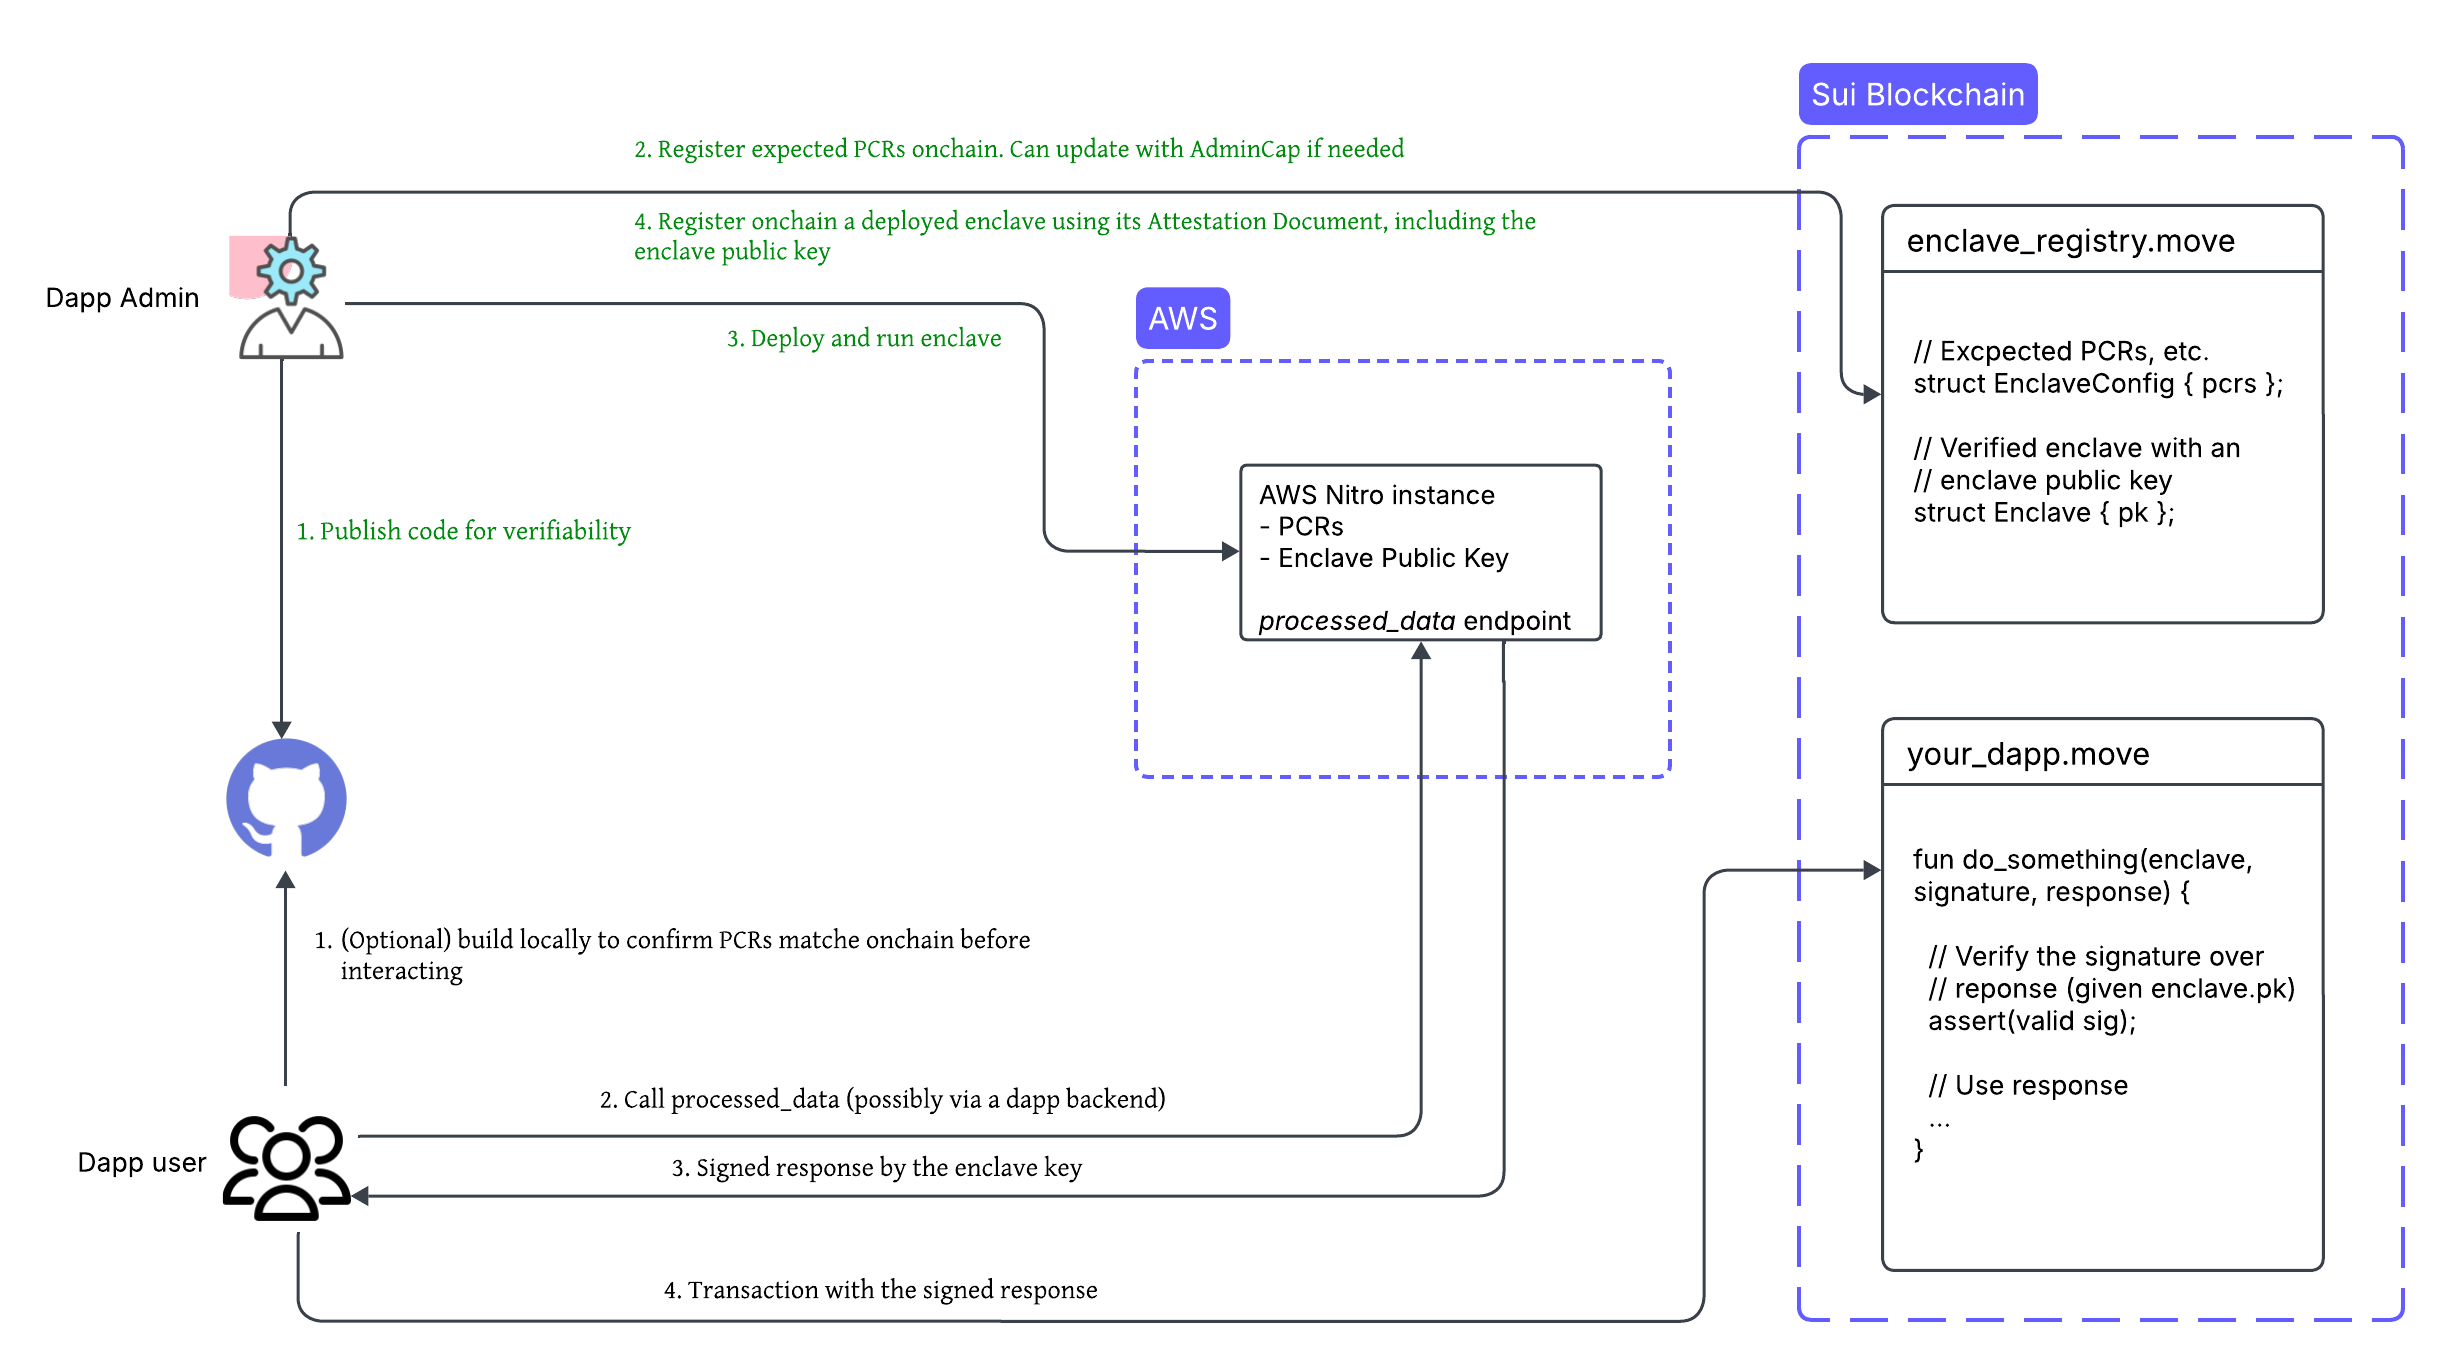 Sui Blockchain
2. Register expected PCRs onchain. Can update with AdminCap if needed
4. Register onchain a deployed enclave using its Attestation Document, including the
enclave public key
Dapp Admin
3. Deploy and run enclave
AWS
enclave_registry.move
// Excpected PCRs, etc.
struct EnclaveConfig { pcrs };
// Verified enclave with an
// enclave public key
struct Enclave { pk };
AWS Nitro instance
- PCRs
- Enclave Public Key
processed_data endpoint
1. Publish code for verifiability
your_dapp.move
fun do_something(enclave,
signature, response) {
// Verify the signature over
// reponse (given enclave.pk)
assert(valid sig);
// Use response
...
}
1. (Optional) build locally to confirm PCRs matche onchain before
interacting
2. Call processed_data (possibly via a dapp backend)
Dapp user
3. Signed response by the enclave key
4. Transaction with the signed response